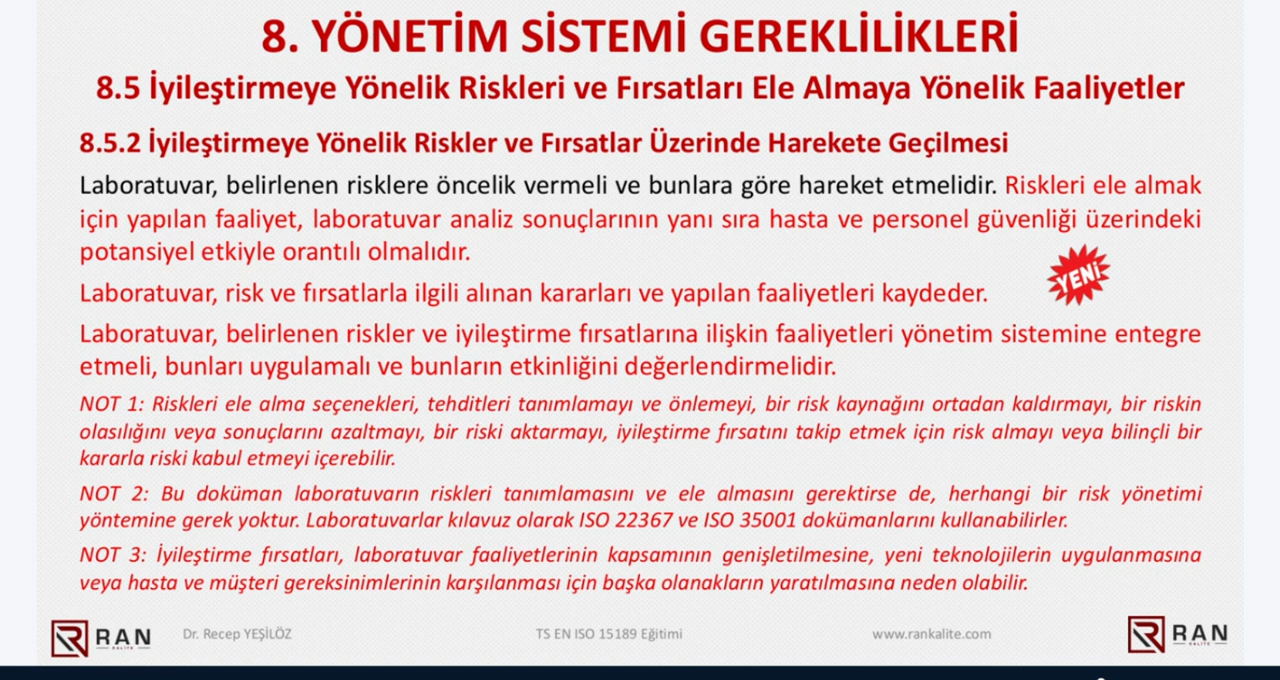 8. YÖNETİM SİSTEMİ GEREKLİLİKLERİ
8.5 İyileştirmeye Yönelik Riskleri ve Fırsatları Ele Almaya Yönelik Faaliyetler
8.5.2 İyileştirmeye Yönelik Riskler ve Fırsatlar Üzerinde Harekete Geçilmesi
Laboratuvar, belirlenen risklere öncelik vermeli ve bunlara göre hareket etmelidir. Riskleri ele almak
için yapılan faaliyet, laboratuvar analiz sonuçlarının yanı sıra hasta ve personel güvenliği üzerindeki
potansiyel etkiyle orantılı olmalıdır.
YENİ
Laboratuvar, risk ve fırsatlarla ilgili alınan kararları ve yapılan faaliyetleri kaydeder.
Laboratuvar, belirlenen riskler ve iyileştirme fırsatlarına ilişkin faaliyetleri yönetim sistemine entegre
etmeli, bunları uygulamalı ve bunların etkinliğini değerlendirmelidir.
NOT 1: Riskleri ele alma seçenekleri, tehditleri tanımlamayı ve önlemeyi, bir risk kaynağını ortadan kaldırmayı, bir riskin
olasılığını veya sonuçlarını azaltmayı, bir riski aktarmayı, iyileştirme fırsatını takip etmek için risk almayı veya bilinçli bir
kararla riski kabul etmeyi içerebilir.
NOT 2: Bu doküman laboratuvarın riskleri tanımlamasını ve ele almasını gerektirse de, herhangi bir risk yönetimi
yöntemine gerek yoktur. Laboratuvarlar kılavuz olarak ISO 22367 ve ISO 35001 dokümanlarını kullanabilirler.
NOT 3: İyileştirme fırsatları, laboratuvar faaliyetlerinin kapsamının genişletilmesine, yeni teknolojilerin uygulanmasına
veya hasta ve müşteri gereksinimlerinin karşılanması için başka olanakların yaratılmasına neden olabilir.
RAN
KALİTE
Dr. Recep YEŞİLÖZ
TS EN ISO 15189 Eğitimi
www.rankalite.com
RAN
KALİTE